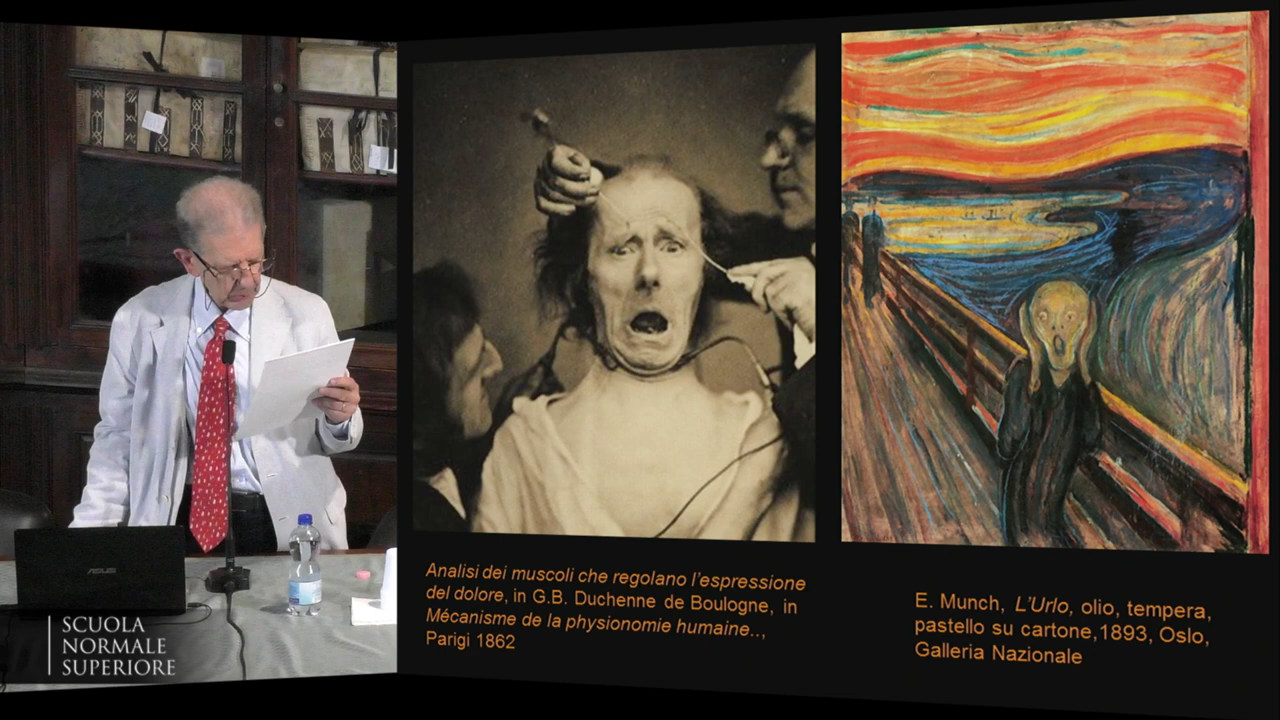 ASUS
SCUOLA
NORMALE
SUPERIORE
Analisi dei muscoli che regolano l'espressione
del dolore, in G.B. Duchenne de Boulogne, in
Mécanisme de la physionomie humaine..,
Parigi 1862
E. Munch, L'Urlo, olio, tempera,
pastello su cartone,1893, Oslo,
Galleria Nazionale